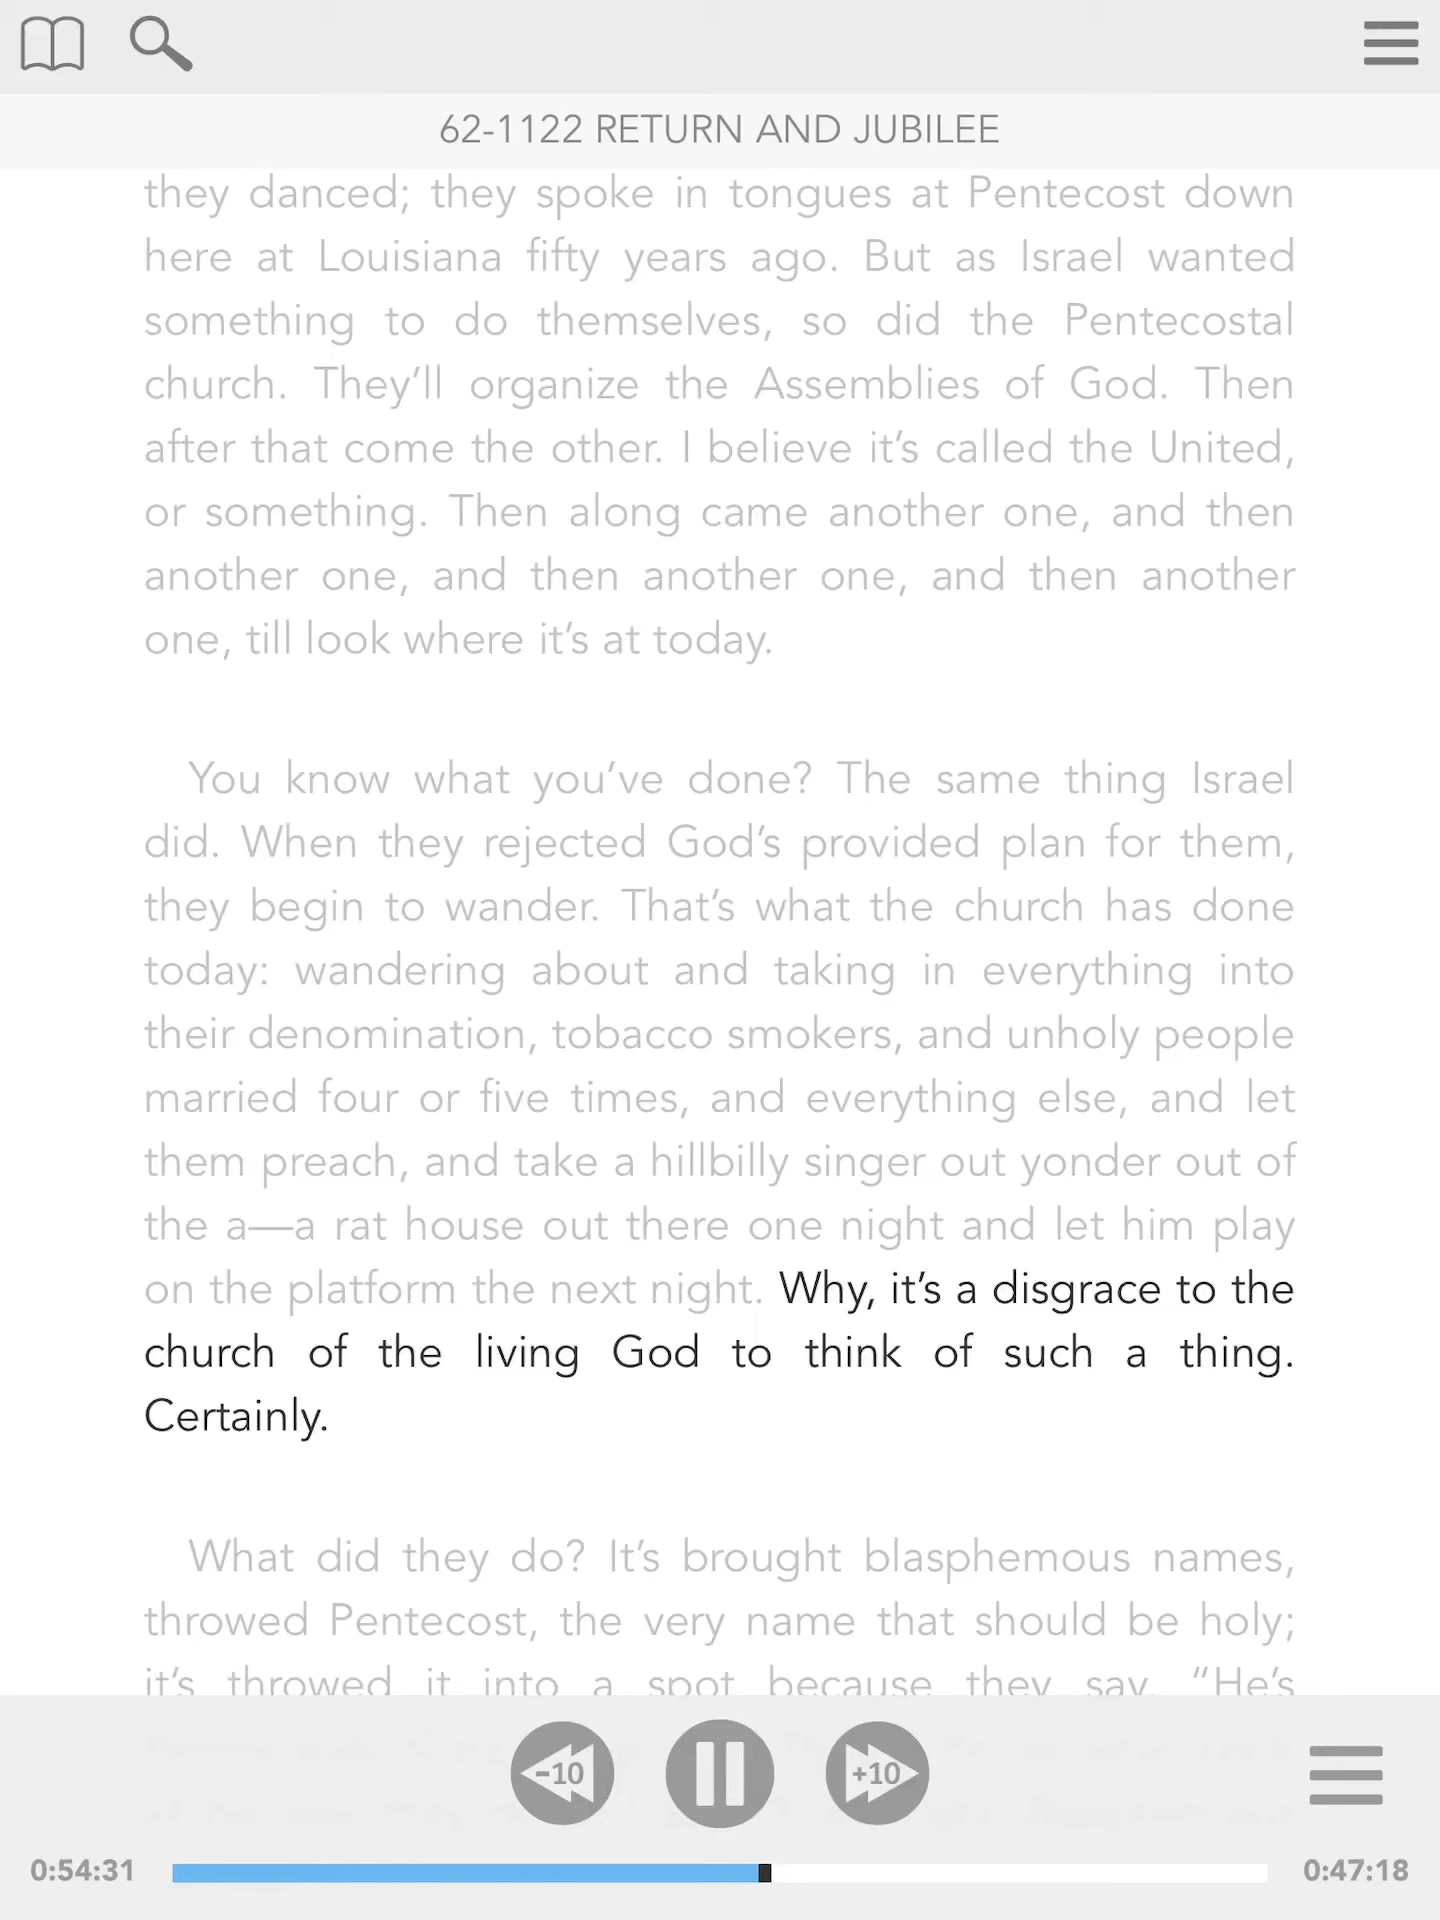 62-1122 RETURN AND JUBILEE
they danced; they spoke in tongues at Pentecost down
here at Louisiana fifty years ago. But as Israel wanted
something to do themselves, so did the Pentecostal
church. They’ll organize the Assemblies of God. Then
after that come the other. I believe it’s called the United,
or something. Then along came another one, and then
another one, and then another one, and then another
one, till look where it’s at today.
You know what you’ve done? The same thing Israel
did. When they rejected God’s provided plan for them,
they begin to wander. That’s what the church has done
today: wandering about and taking in everything into
their denomination, tobacco smokers, and unholy people
married four or five times, and everything else, and let
them preach, and take a hillbilly singer out yonder out of
the a—a rat house out there one night and let him play
on the platform the next night. Why, it’s a disgrace to the
church of the living God to think of such a thing.
Certainly.
What did they do? It’s brought blasphemous names,
throwed Pentecost, the very name that should be holy;
it’s throwed it into a spot because they say, “He’s
-10 +10
0:54:31 0:47:18